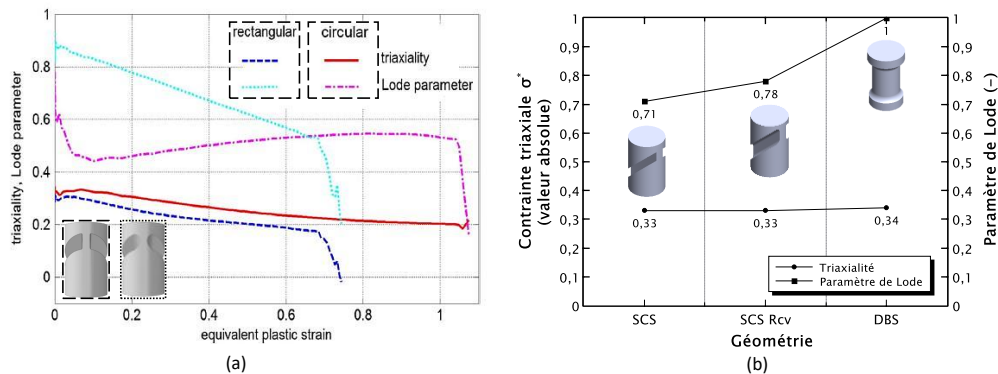 rectangular circular
triaxiality
Lode parameter
triaxiality, Lode parameter
1
0.8
0.6
0.4
0.2
0
0 0.2 0.4 0.6 0.8 1
equivalent plastic strain
(a)
Contrainte triaxiale σ*
(valeur absolue)
1
0,9
0,8
0,7
0,6
0,5
0,4
0,3
0,2
0,1
0
0,71
0,78
1
0,33
0,33
0,34
Triaxialité
Paramètre de Lode
1
0,9
0,8
0,7
0,6
0,5
0,4
0,3
0,2
0,1
0
Paramètre de Lode (−)
SCS SCS Rcv DBS
Géométrie
(b)